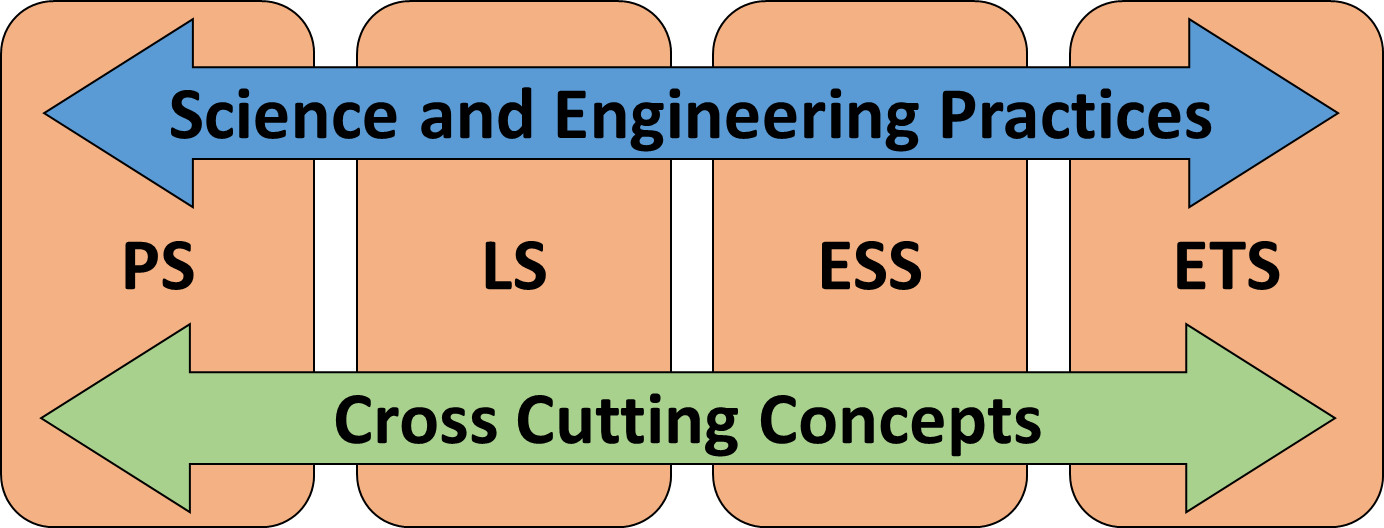 Science and Engineering Practices
PS LS ESS ETS
Cross Cutting Concepts